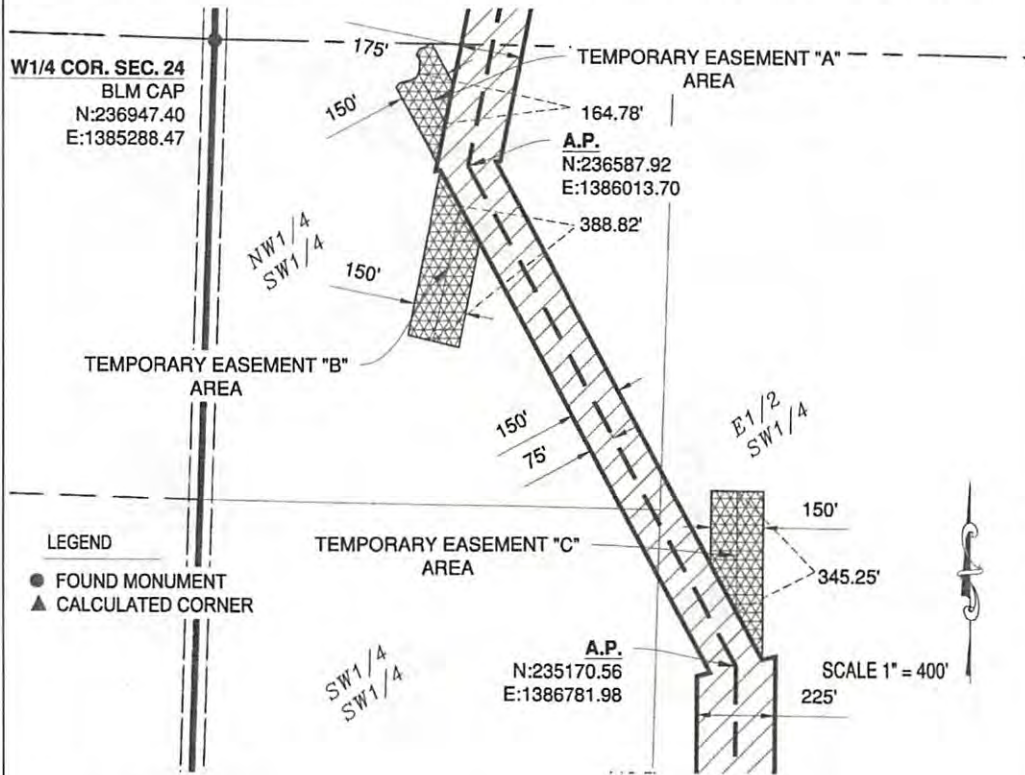 175'
TEMPORARY EASEMENT "A"
AREA
W1/4 COR. SEC. 24
BLM CAP
N:236947.40
E:1385288.47
150'
164.78'
A.P.
N:236587.92
E:1386013.70
388.82'
NW1/4
SW1/4
150'
TEMPORARY EASEMENT "B"
AREA
150'
75'
E1/2
SW1/4
150'
LEGEND
FOUND MONUMENT
CALCULATED CORNER
TEMPORARY EASEMENT "C"
AREA
345.25'
SW1/4
SW1/4
A.P.
N:235170.56
E:1386781.98
SCALE 1" = 400'
225'